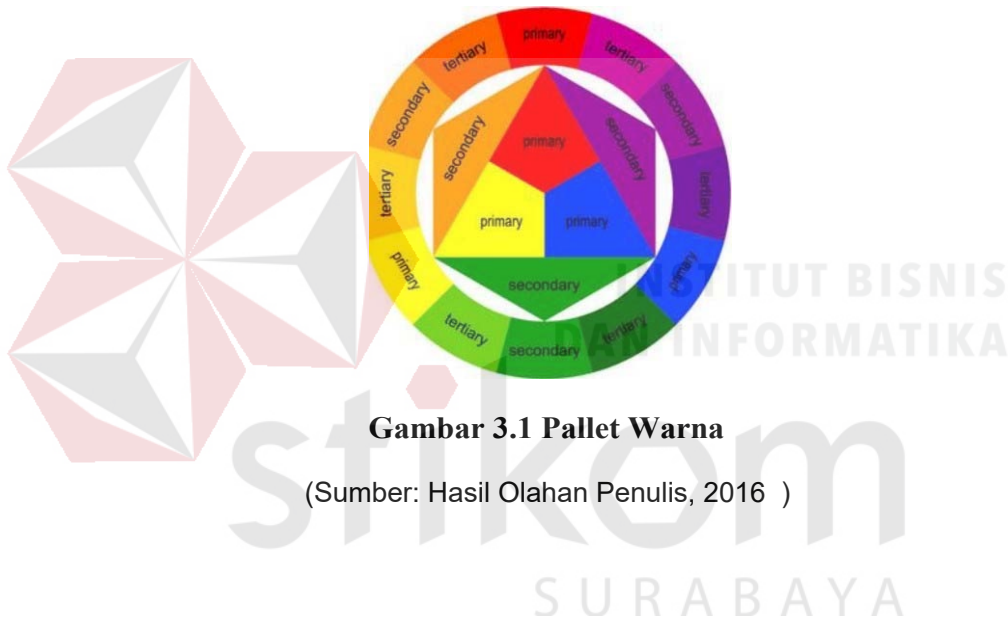 primary
tertiary
tertiary
secondary
secondary
primary
secondary
secondary
tertiary
tertiary
primary
primary
primary
primary
secondary
tertiary
tertiary
secondary
INSTITUT BISNIS
DAN INFORMATIKA
stikom
SURABAYA
Gambar 3.1 Pallet Warna
(Sumber: Hasil Olahan Penulis, 2016 )